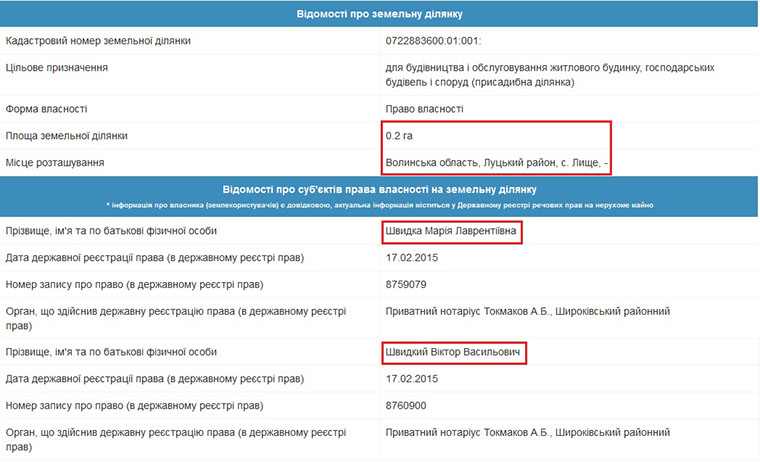 Відомості про земельну ділянку
Кадастровий номер земельної ділянки 0722883600:01:001:
Цільове призначення для будівництва і обслуговування житлового будинку, господарських
будівель і споруд (присадибна ділянка)
Форма власності Право власності
Площа земельної ділянки 0.2 га
Місце розташування Волинська область, Луцький район, с. Лище, -
Відомості про суб'єктів права власності на земельну ділянку
* інформація про власника (землекористувачів) є довідковою, актуальна інформація міститься у Державному реєстрі речових прав на нерухоме майно
Прізвище, ім'я та по батькові фізичної особи Швидка Марія Лаврентіївна
Дата державної реєстрації права (в державному реєстрі прав) 17.02.2015
Номер запису про право (в державному реєстрі прав) 8759079
Орган, що здійснив державну реєстрацію права (в державному реєстрі Приватний нотаріус Токмаков А.Б., Широківський районний
прав)
Прізвище, ім'я та по батькові фізичної особи Швидкий Віктор Васильович
Дата державної реєстрації права (в державному реєстрі прав) 17.02.2015
Номер запису про право (в державному реєстрі прав) 8760900
Орган, що здійснив державну реєстрацію права (в державному реєстрі Приватний нотаріус Токмаков А.Б., Широківський районний
прав)